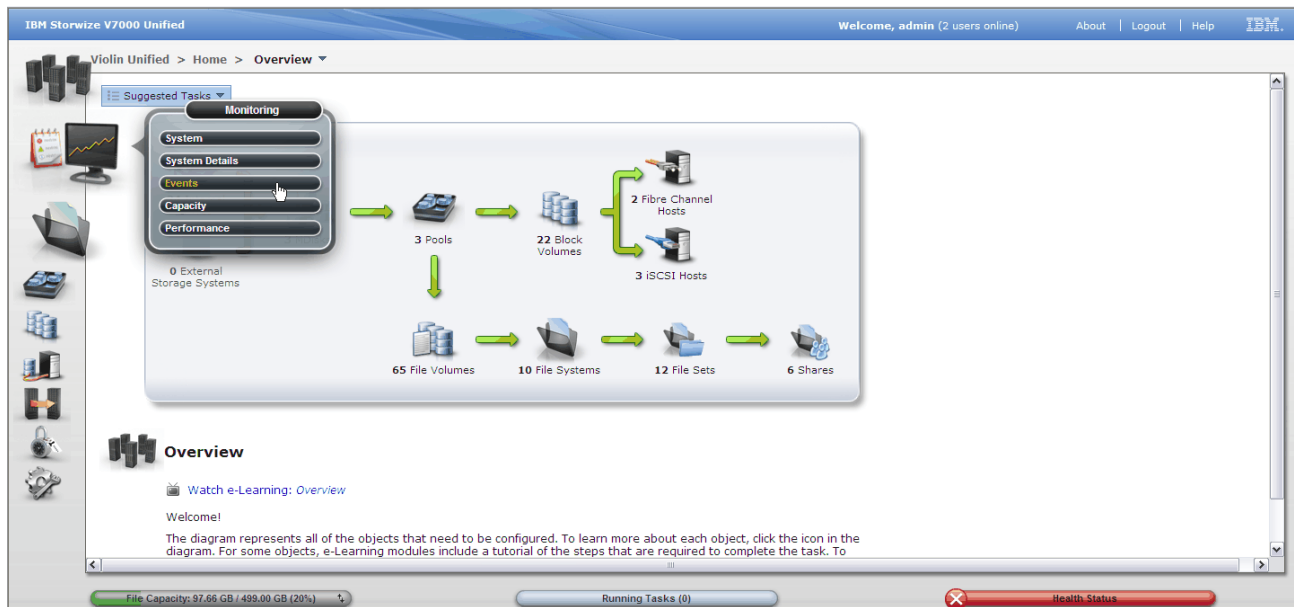 IBM Storwize V7000 Unified
Welcome, admin (2 users online)
About | Logout | Help
IBM.
Violin Unified > Home > Overview
Suggested Tasks
Monitoring
System
System Details
Events
Capacity
Performance
0 External
Storage Systems
3 Pools
22 Block
Volumes
2 Fibre Channel
Hosts
3 iSCSI Hosts
65 File Volumes
10 File Systems
12 File Sets
6 Shares
Overview
Watch e-Learning: Overview
Welcome!
The diagram represents all of the objects that need to be configured. To learn more about each object, click the icon in the
diagram. For some objects, e-Learning modules include a tutorial of the steps that are required to complete the task. To
File Capacity: 97.66 GB / 499.00 GB (20%)
Running Tasks (0)
Health Status